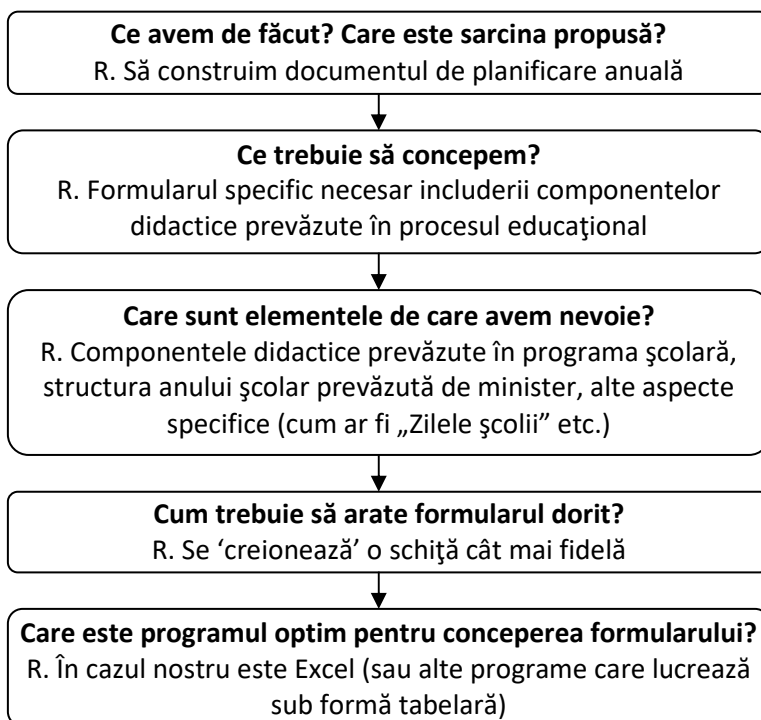 Ce avem de făcut? Care este sarcina propusă?
R. Să construim documentul de planificare anuală
Ce trebuie să concepem?
R. Formularul specific necesar includerii componentelor
didactice prevăzute în procesul educaţional
Care sunt elementele de care avem nevoie?
R. Componentele didactice prevăzute în programa şcolară,
structura anului şcolar prevăzută de minister, alte aspecte
specifice (cum ar fi „Zilele şcolii” etc.)
Cum trebuie să arate formularul dorit?
R. Se ‘creionează’ o schiţă cât mai fidelă
Care este programul optim pentru conceperea formularului?
R. În cazul nostru este Excel (sau alte programe care lucrează
sub formă tabelară)